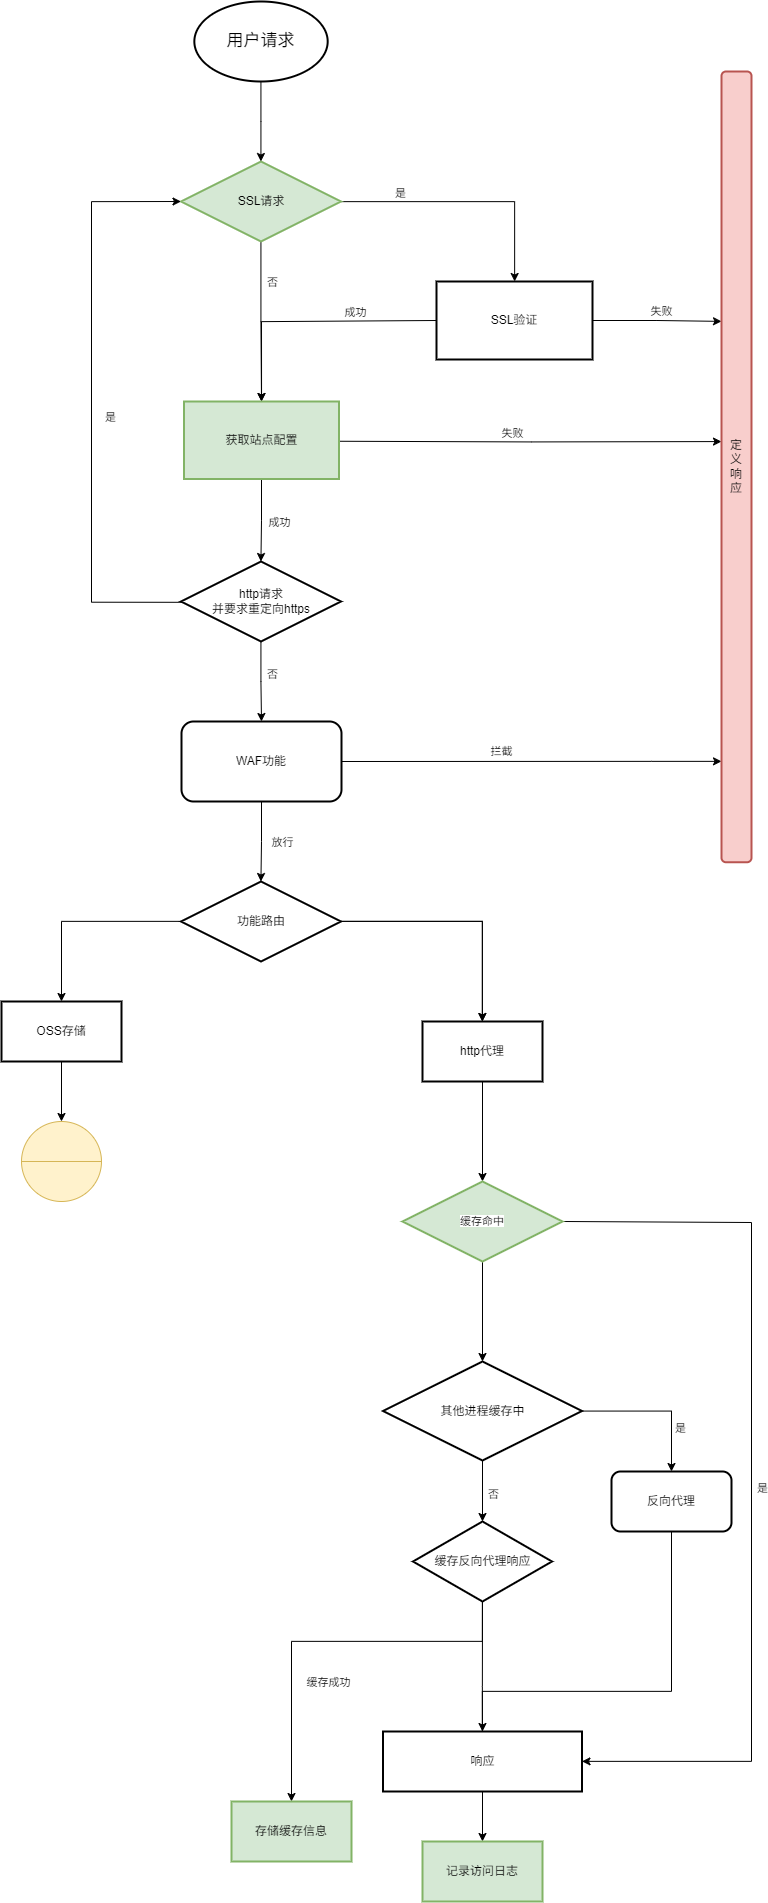 用户请求
SSL请求
是
否
SSL验证
成功
失败
获取站点配置
失败
定
义
响
应
是
成功
http请求
并要求重定向https
否
WAF功能
拦截
放行
功能路由
OSS存储
http代理
缓存命中
其他进程缓存中
是
反向代理
是
否
缓存反向代理响应
缓存成功
响应
存储缓存信息
记录访问日志